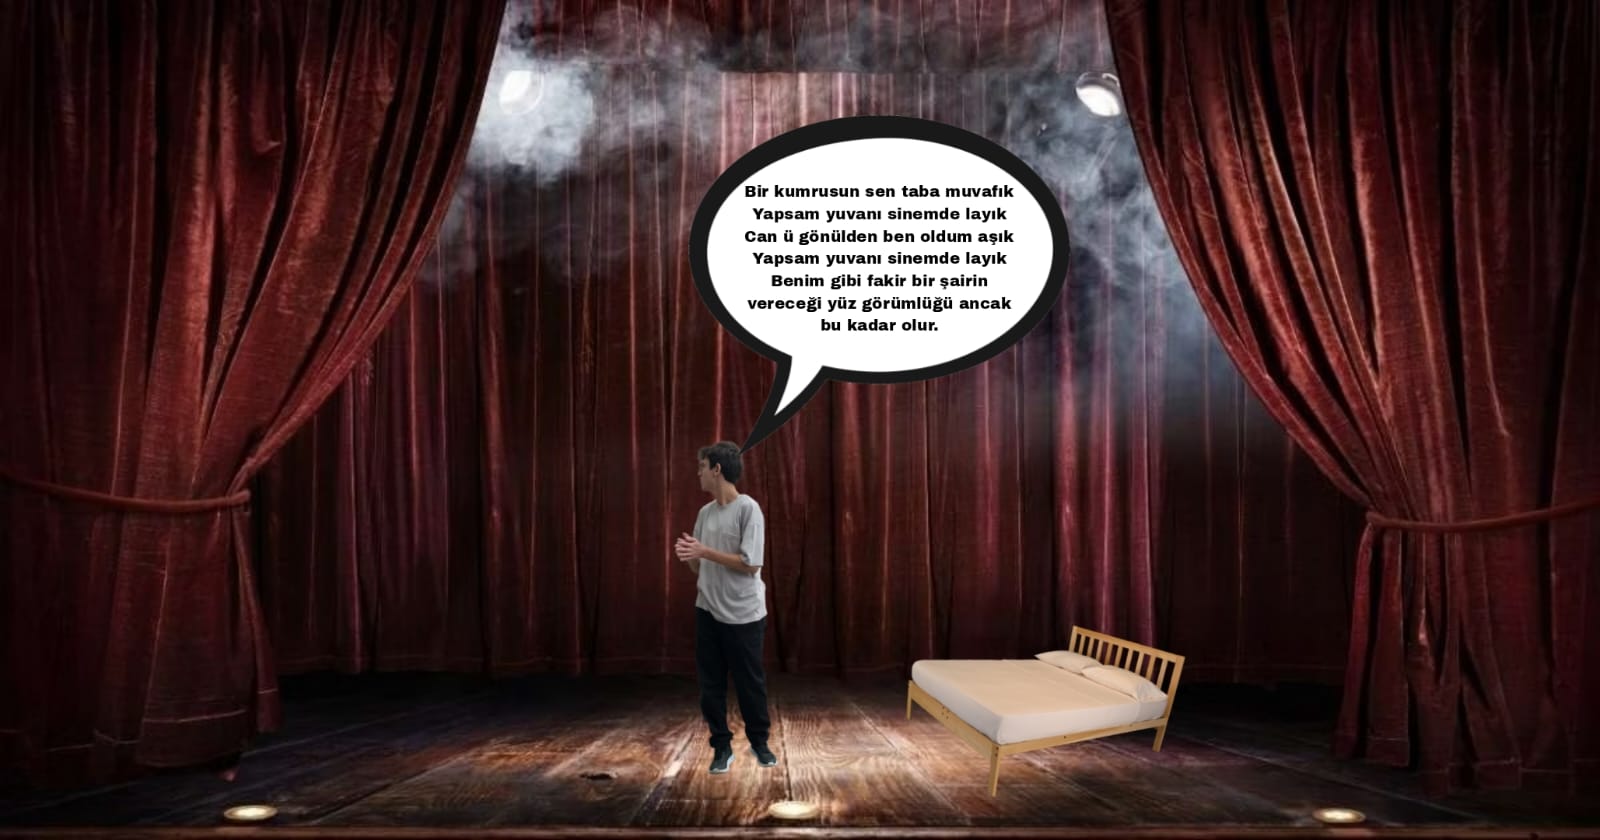 Bir kumrusun sen taba muvafık
Yapsam yuvanı sinemde layık
Can ü gönülden ben oldum aşık
Yapsam yuvanı sinemde layık
Benim gibi fakir bir şairin
vereceği yüz görümlüğü ancak
bu kadar olur.